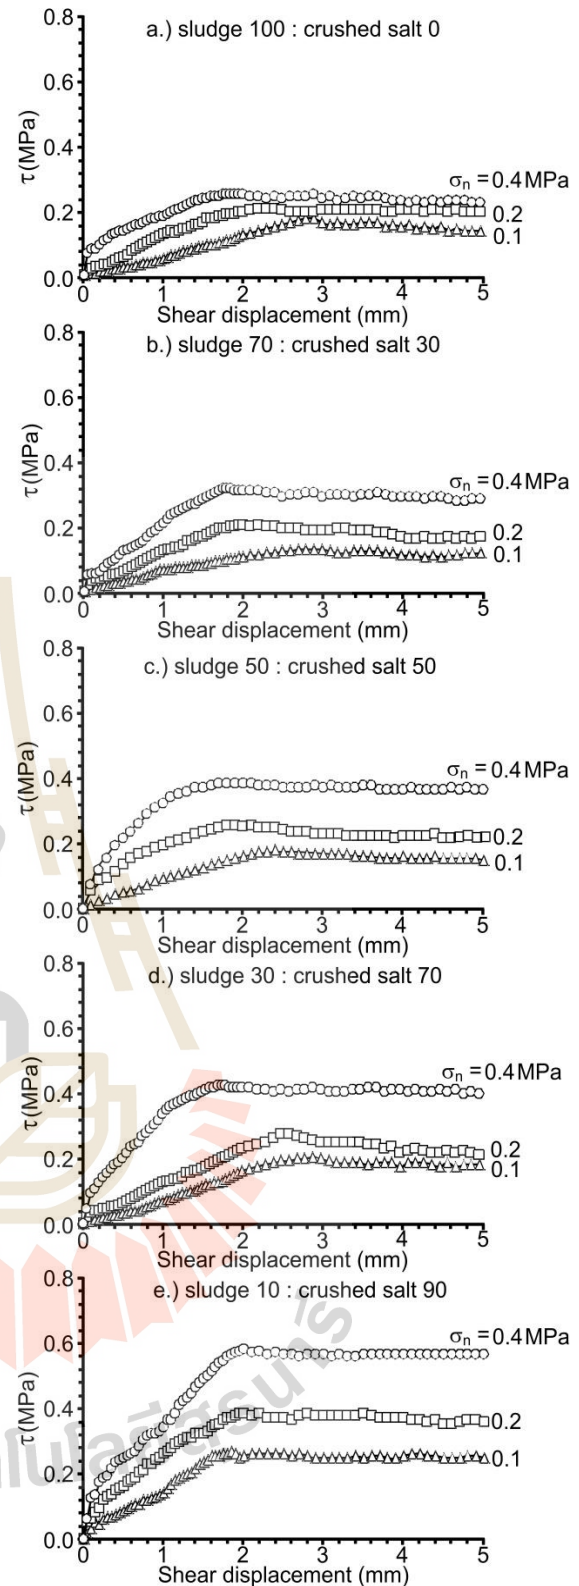 a.) sludge 100 : crushed salt 0
τ(MPa)
0.8
0.6
0.4
0.2
0.0
σn = 0.4 MPa
0.2
0.1
0 1 2 3 4 5
Shear displacement (mm)
b.) sludge 70 : crushed salt 30
τ(MPa)
0.8
0.6
0.4
0.2
0.0
σn = 0.4 MPa
0.2
0.1
0 1 2 3 4 5
Shear displacement (mm)
c.) sludge 50 : crushed salt 50
τ(MPa)
0.8
0.6
0.4
0.2
0.0
σn = 0.4 MPa
0.2
0.1
0 1 2 3 4 5
Shear displacement (mm)
d.) sludge 30 : crushed salt 70
τ(MPa)
0.8
0.6
0.4
0.2
0.0
σn = 0.4 MPa
0.2
0.1
0 1 2 3 4 5
Shear displacement (mm)
e.) sludge 10 : crushed salt 90
τ(MPa)
0.8
0.6
0.4
0.2
0.0
σn = 0.4 MPa
0.2
0.1
0 1 2 3 4 5
Shear displacement (mm)